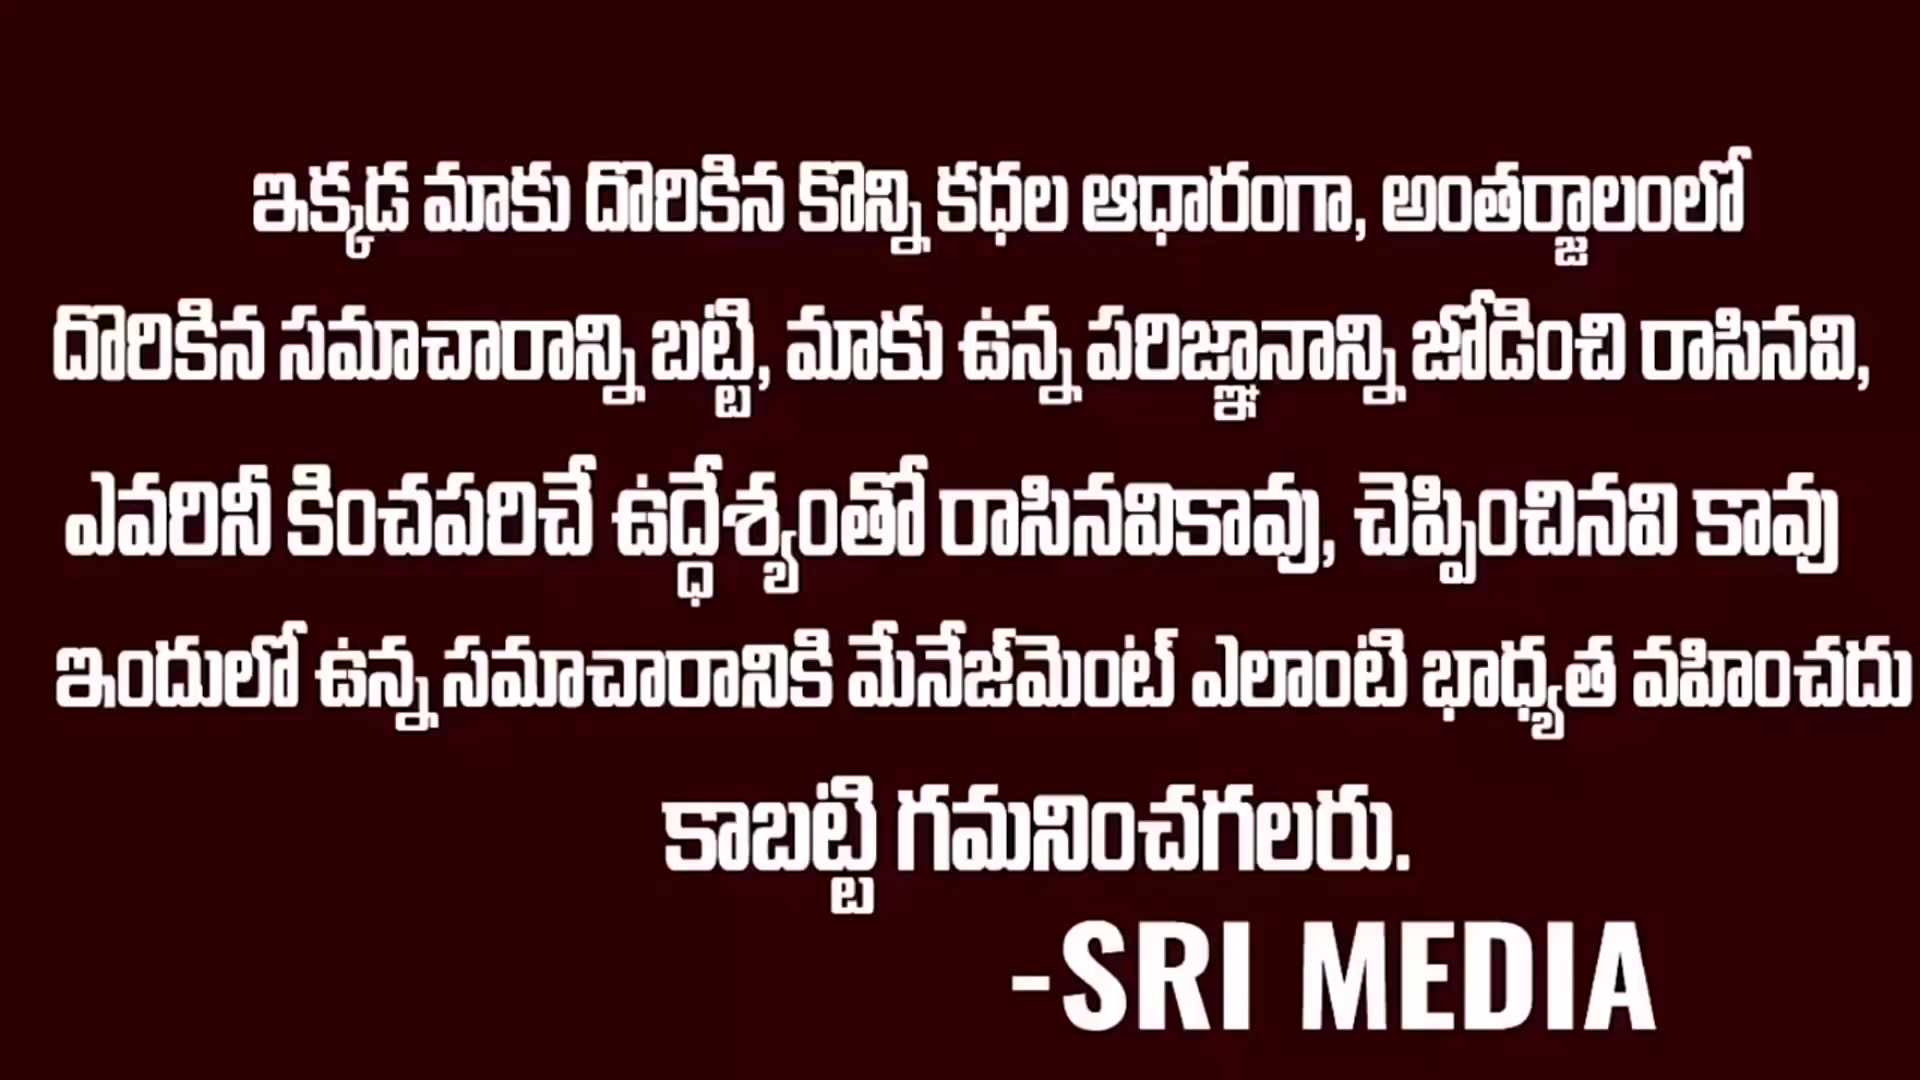 ఇక్కడ మాకు దొరికిన కొన్ని కధల ఆధారంగా, అంతర్జాలంలో
దొరికిన సమాచారాన్ని బట్టి, మాకు ఉన్న పరిజ్ఞానాన్ని జోడించి రాసినవి,
ఎవరినీ కించపరిచే ఉద్ధేశ్యంతో రాసినవికావు, చెప్పించినవి కావు
ఇందులో ఉన్న సమాచారానికి మేనేజ్‌మెంట్ ఎలాంటి భాధ్యత వహించదు
కాబట్టి గమనించగలరు.
-SRI MEDIA